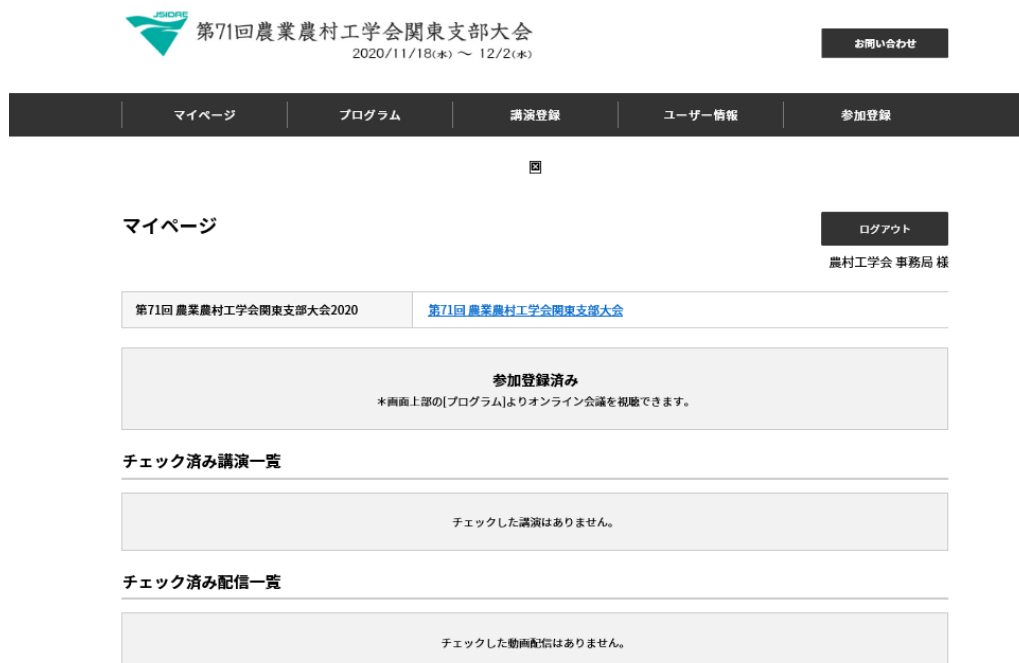 JSIDRE
第71回農業農村工学会関東支部大会
2020/11/18(水) ～ 12/2(水)
お問い合わせ
マイページ
プログラム
講演登録
ユーザー情報
参加登録
マイページ
ログアウト
農村工学会 事務局 様
第71回 農業農村工学会関東支部大会2020
第71回 農業農村工学会関東支部大会
参加登録済み
＊画面上部の[プログラム]よりオンライン会議を視聴できます。
チェック済み講演一覧
チェックした講演はありません。
チェック済み配信一覧
チェックした動画配信はありません。